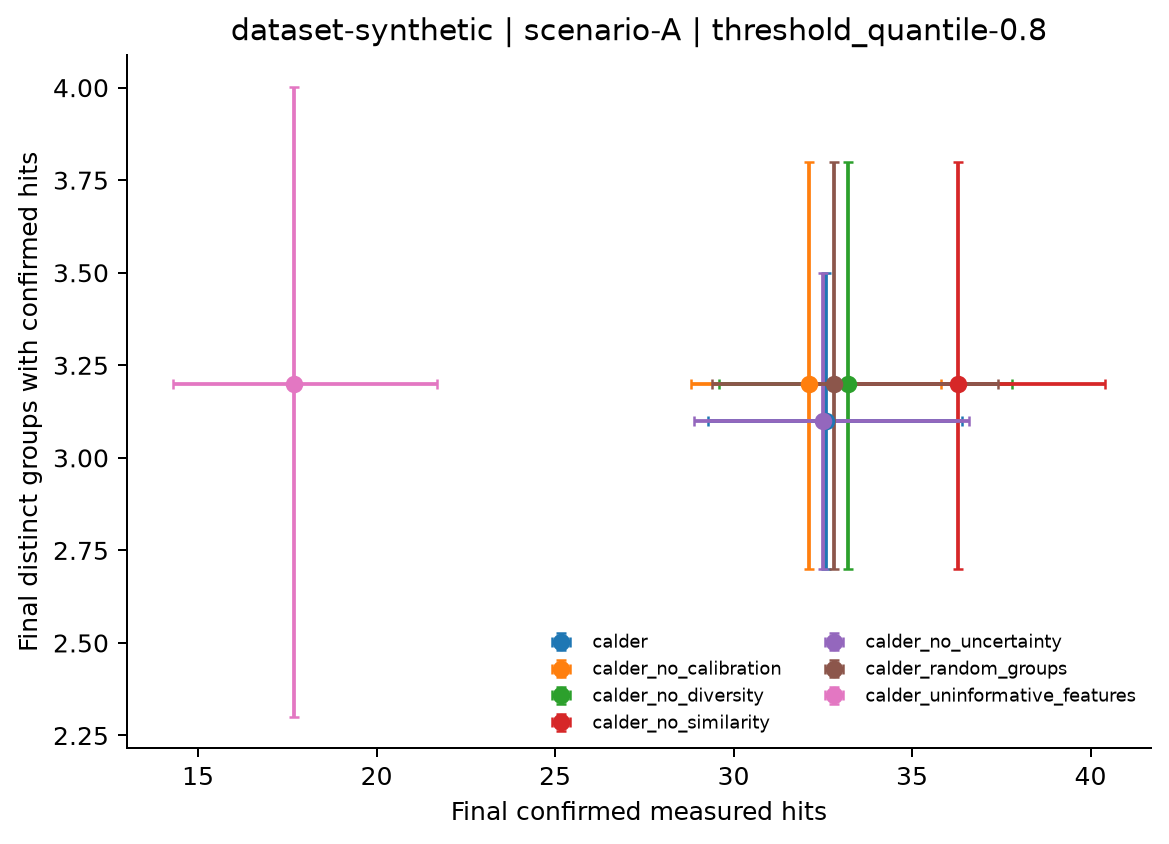 dataset-synthetic | scenario-A | threshold_quantile-0.8
Final distinct groups with confirmed hits
4.00
3.75
3.50
3.25
3.00
2.75
2.50
2.25
calder
calder_no_calibration
calder_no_diversity
calder_no_similarity
calder_no_uncertainty
calder_random_groups
calder_uninformative_features
15 20 25 30 35 40
Final confirmed measured hits